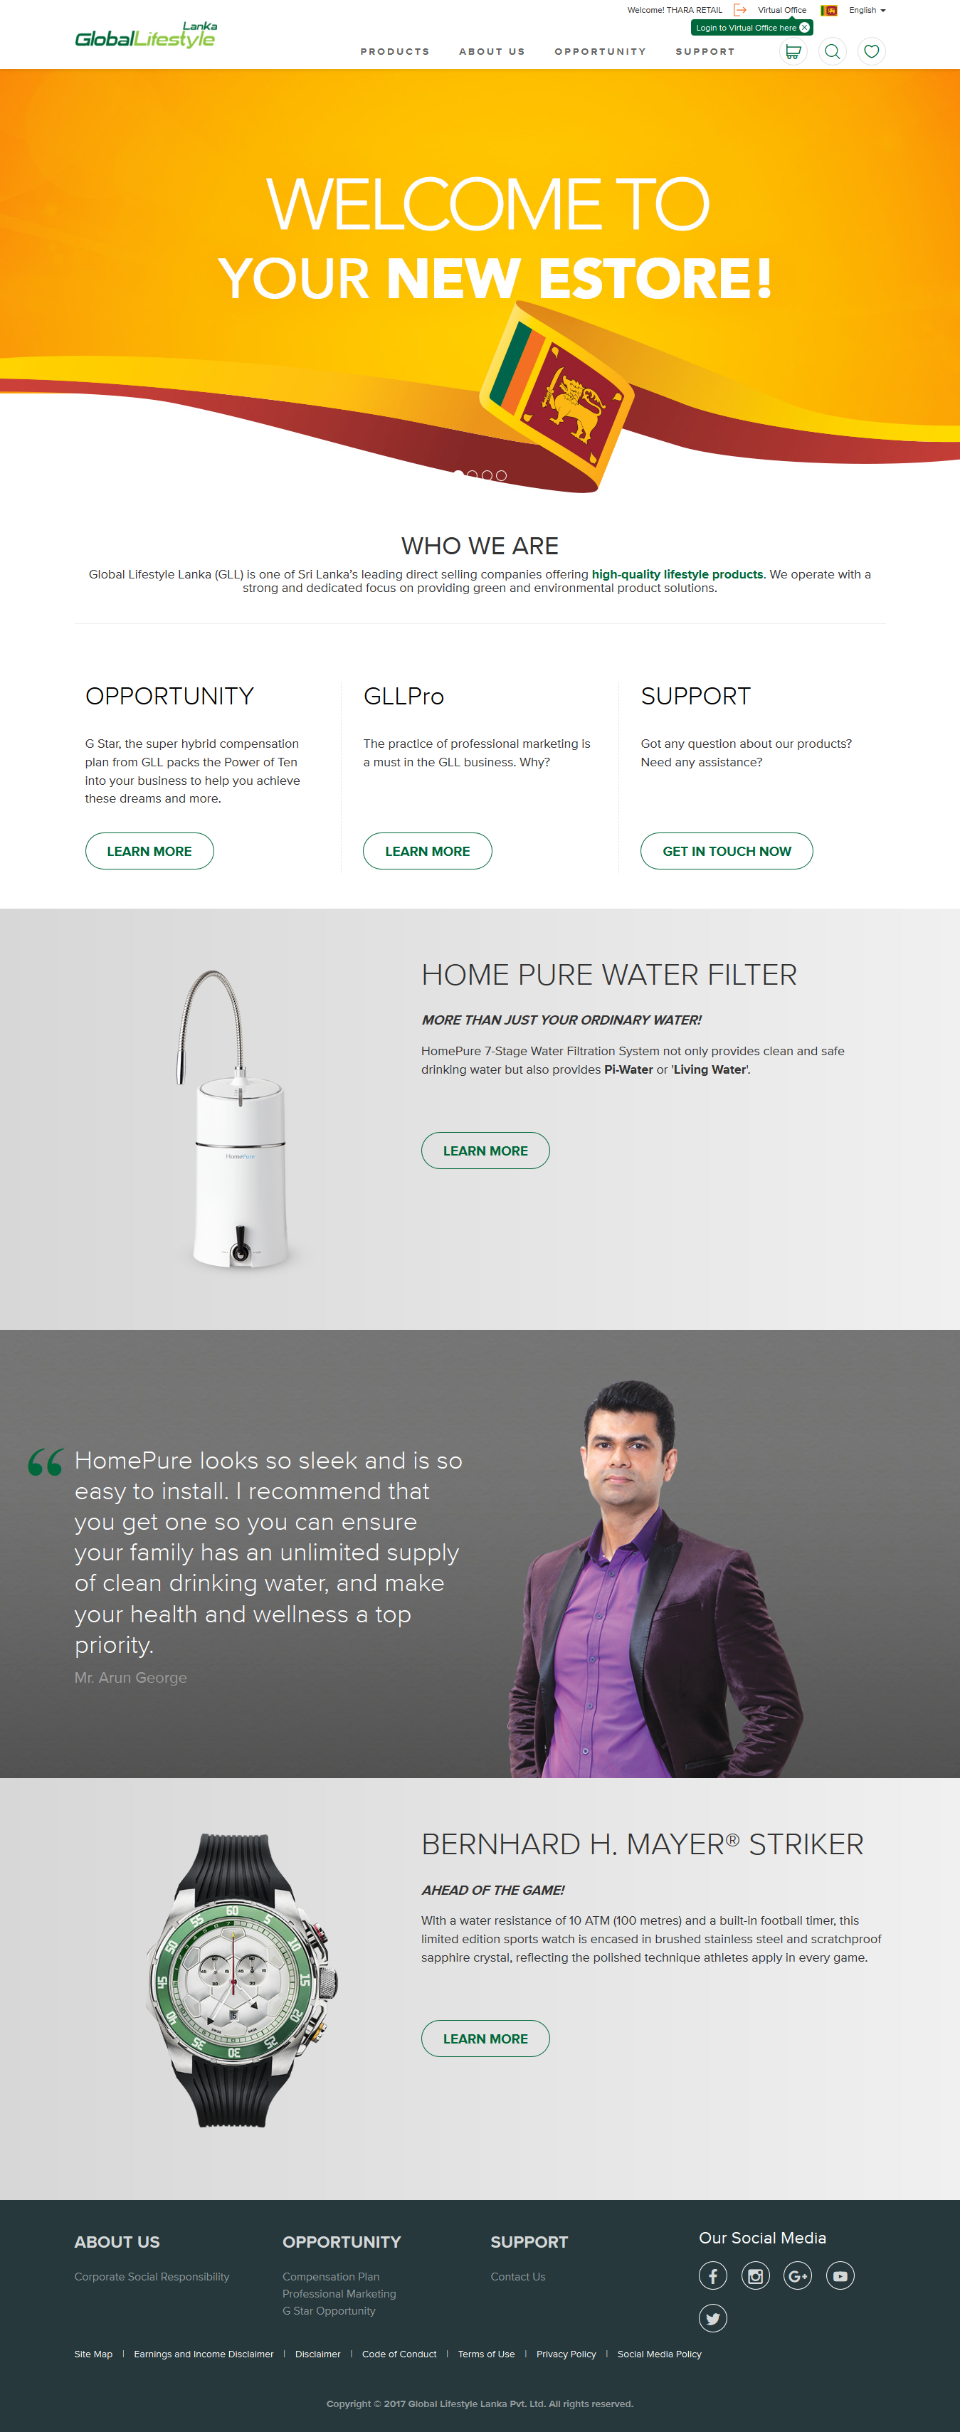 Welcome! THARA RETAIL Virtual Office English
Lanka
GlobalLifestyle
Login to Virtual Office here
PRODUCTS ABOUT US OPPORTUNITY SUPPORT
WELCOME TO
YOUR NEW ESTORE!
WHO WE ARE
Global Lifestyle Lanka (GLL) is one of Sri Lanka's leading direct selling companies offering high-quality lifestyle products. We operate with a
strong and dedicated focus on providing green and environmental product solutions.
OPPORTUNITY
G Star, the super hybrid compensation
plan from GLL packs the Power of Ten
into your business to help you achieve
these dreams and more.
LEARN MORE
GLLPro
The practice of professional marketing is
a must in the GLL business. Why?
LEARN MORE
SUPPORT
Got any question about our products?
Need any assistance?
GET IN TOUCH NOW
HomePure
HOME PURE WATER FILTER
MORE THAN JUST YOUR ORDINARY WATER!
HomePure 7-Stage Water Filtration System not only provides clean and safe
drinking water but also provides Pi-Water or 'Living Water'.
LEARN MORE
“ HomePure looks so sleek and is so
easy to install. I recommend that
you get one so you can ensure
your family has an unlimited supply
of clean drinking water, and make
your health and wellness a top
priority.
Mr. Arun George
60 5 10 15 20 25 30 35 40 45 50 55
BERNHARD H. MAYER® STRIKER
AHEAD OF THE GAME!
With a water resistance of 10 ATM (100 metres) and a built-in football timer, this
limited edition sports watch is encased in brushed stainless steel and scratchproof
sapphire crystal, reflecting the polished technique athletes apply in every game.
LEARN MORE
ABOUT US
Corporate Social Responsibility
OPPORTUNITY
Compensation Plan
Professional Marketing
G Star Opportunity
SUPPORT
Contact Us
Our Social Media
Site Map | Earnings and Income Disclaimer | Disclaimer | Code of Conduct | Terms of Use | Privacy Policy | Social Media Policy
Copyright © 2017 Global Lifestyle Lanka Pvt. Ltd. All rights reserved.